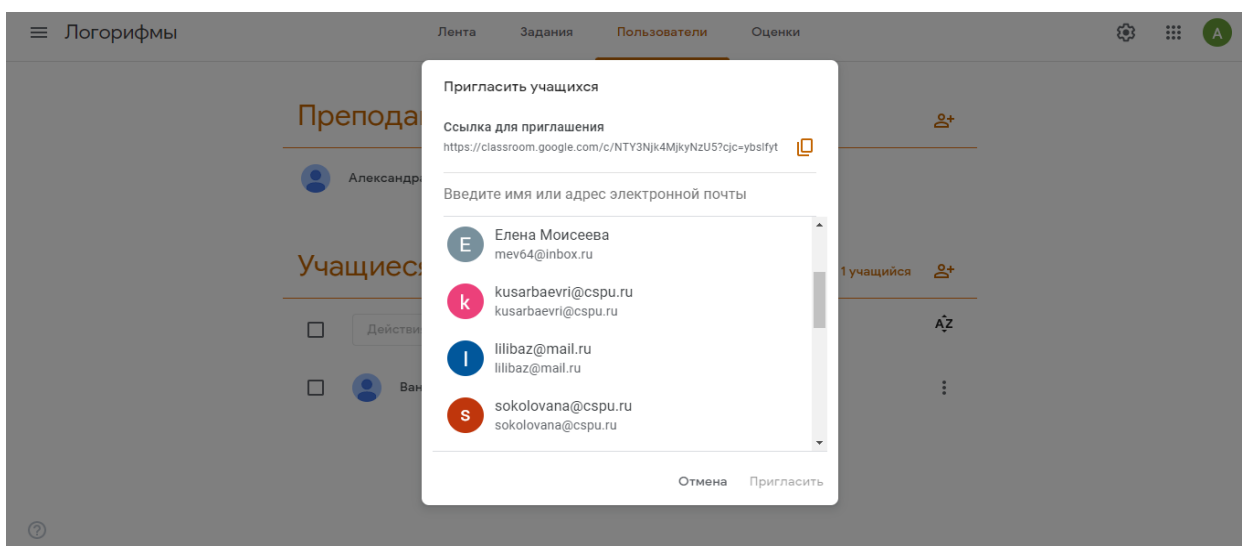 Логорифмы
Лента Задания Пользователи Оценки
A
Пригласить учащихся
Препода
Ссылка для приглашения
https://classroom.google.com/c/NTY3Njk4MjkyNzU5?cjc=ybslfyt
Александра
Введите имя или адрес электронной почты
E Елена Моисеева
mev64@inbox.ru
Учащиеся
1 учащийся
k kusarbaevri@cspu.ru
kusarbaevri@cspu.ru
Действи
AZ
l lilibaz@mail.ru
lilibaz@mail.ru
Ван
s sokolovana@cspu.ru
sokolovana@cspu.ru
Отмена Пригласить
?